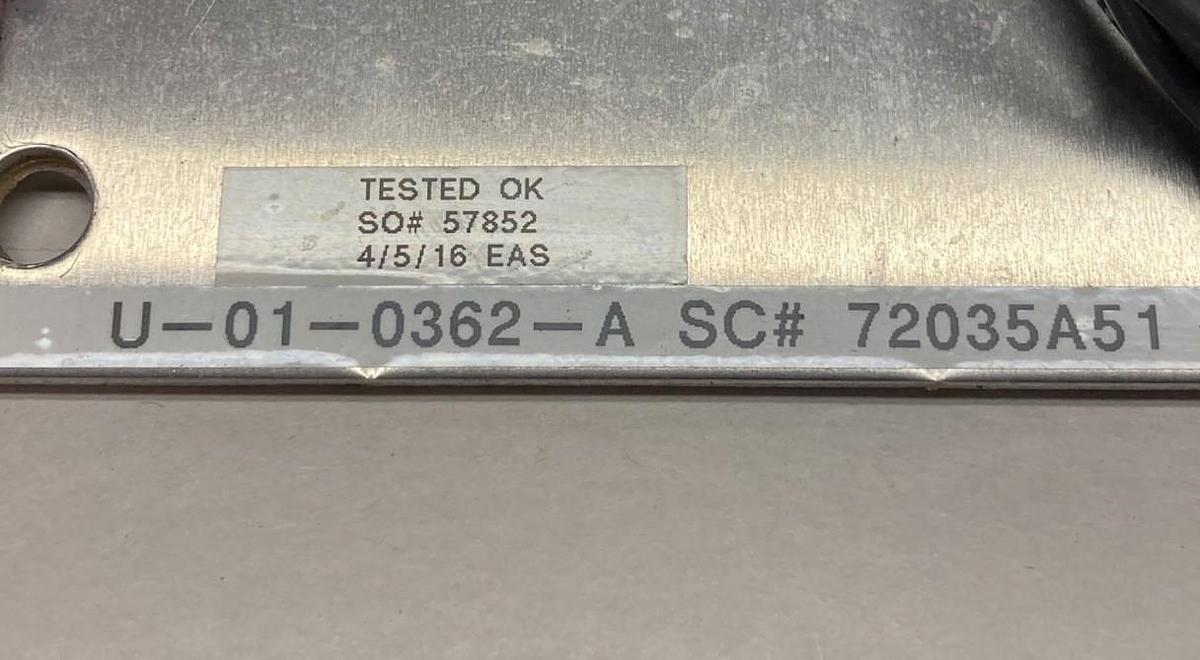 TESTED OK
SO# 57852
4/5/16 EAS
U-01-0362-A SC# 72035A51